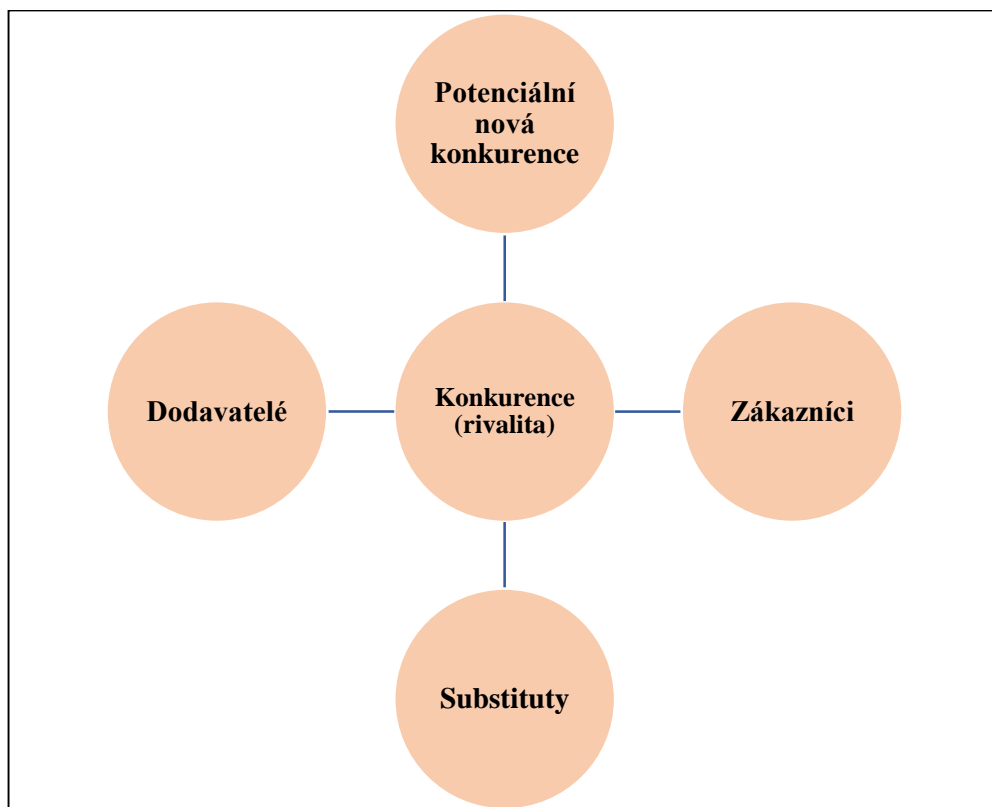 Potenciální
nová
konkurence
Dodavatelé
Konkurence
(rivalita)
Zákazníci
Substituty